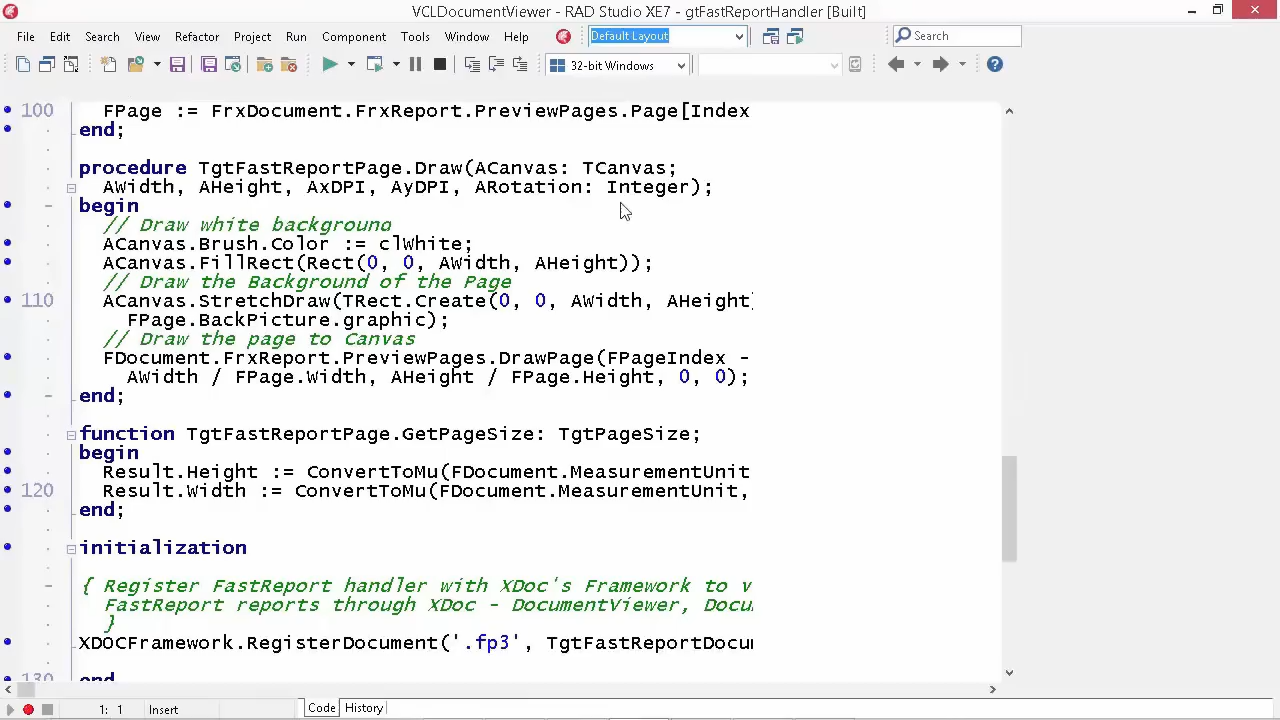 VCLDocumentViewer - RAD Studio XE7 - gtFastReportHandler [Built]
File Edit Search View Refactor Project Run Component Tools Window Help Default Layout Search
32-bit Windows
100 FPage := FrxDocument.FrxReport.PreviewPages.Page[Index
end;
procedure TgtFastReportPage.Draw(ACanvas: TCanvas;
AWidth, AHeight, AxDPI, AyDPI, ARotation: Integer);
begin
// Draw white background
ACanvas.Brush.Color := clWhite;
ACanvas.FillRect(Rect(0, 0, AWidth, AHeight));
// Draw the Background of the Page
110 ACanvas.StretchDraw(TRect.Create(0, 0, AWidth, AHeight)
FPage.BackPicture.graphic);
// Draw the page to Canvas
FDocument.FrxReport.PreviewPages.DrawPage(FPageIndex -
AWidth / FPage.Width, AHeight / FPage.Height, 0, 0);
end;
function TgtFastReportPage.GetPageSize: TgtPageSize;
begin
Result.Height := ConvertToMu(FDocument.MeasurementUnit
120 Result.Width := ConvertToMu(FDocument.MeasurementUnit,
end;
initialization
{ Register FastReport handler with XDoc's Framework to v
FastReport reports through XDoc - DocumentViewer, Docu
}
XDOCFramework.RegisterDocument('.fp3', TgtFastReportDocum
130 end
1: 1 Insert Code History